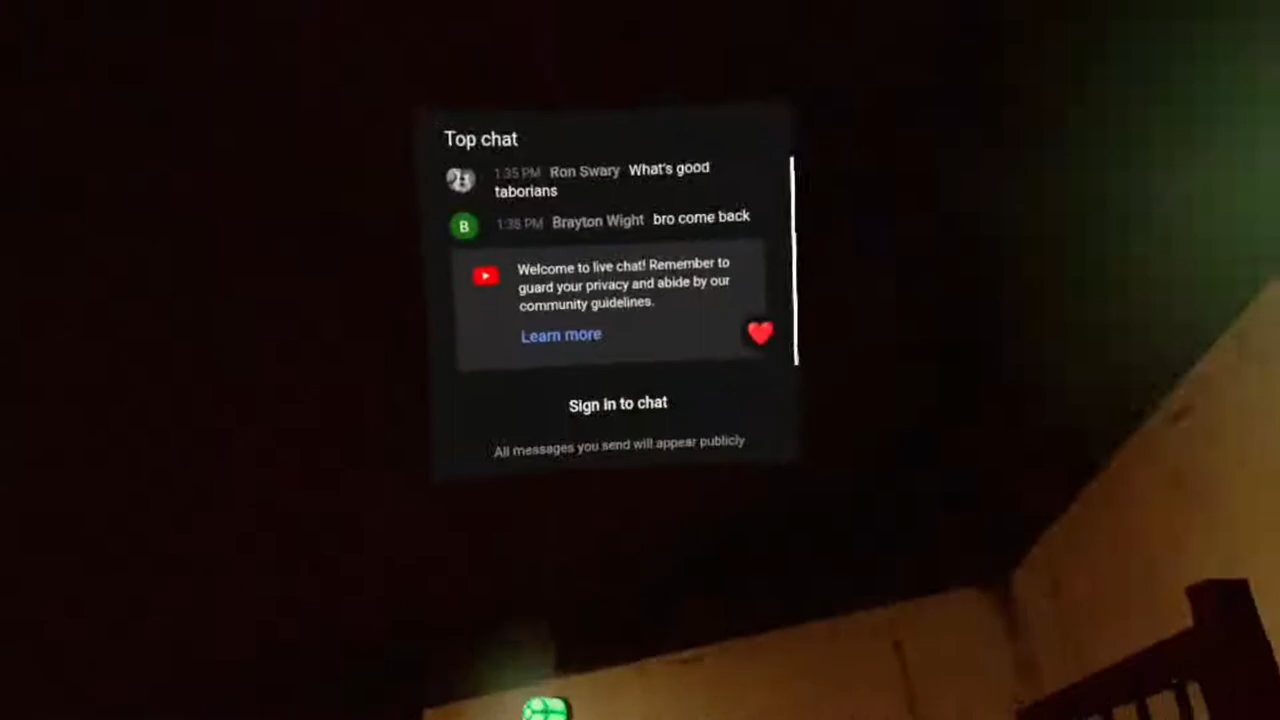 Top chat
1:35 PM Ron Swary What's good
taborians
B 1:35 PM Brayton Wight bro come back
Welcome to live chat! Remember to
guard your privacy and abide by our
community guidelines.
Learn more
Sign in to chat
All messages you send will appear publicly